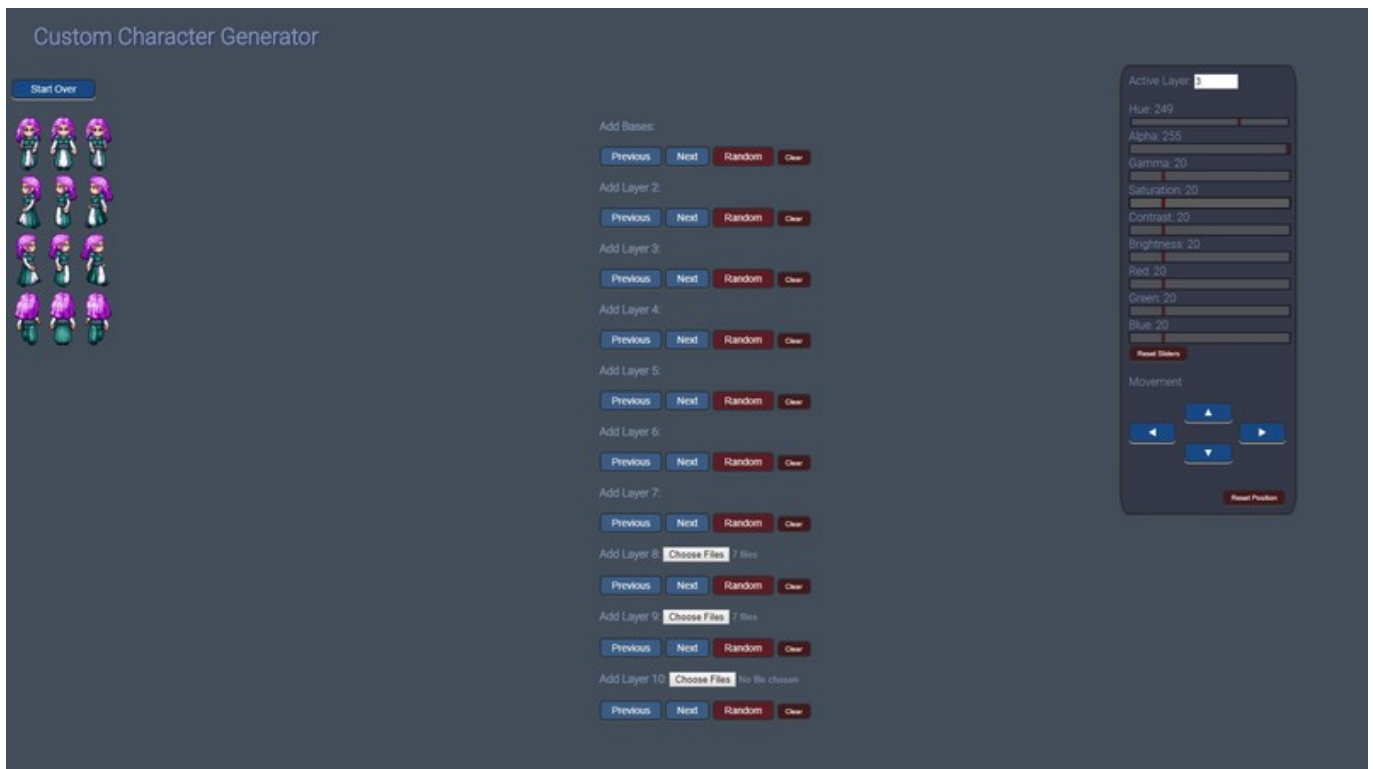 Custom Character Generator
Start Over
Add Bases:
Previous Next Random Clear
Add Layer 2:
Previous Next Random Clear
Add Layer 3:
Previous Next Random Clear
Add Layer 4:
Previous Next Random Clear
Add Layer 5:
Previous Next Random Clear
Add Layer 6:
Previous Next Random Clear
Add Layer 7:
Previous Next Random Clear
Add Layer 8: Choose Files 7 files
Previous Next Random Clear
Add Layer 9: Choose Files 7 files
Previous Next Random Clear
Add Layer 10: Choose Files No file chosen
Previous Next Random Clear
Active Layer: 3
Hue: 249
Alpha: 255
Gamma: 20
Saturation: 20
Contrast: 20
Brightness: 20
Red: 20
Green: 20
Blue: 20
Reset Sliders
Movement
Reset Position